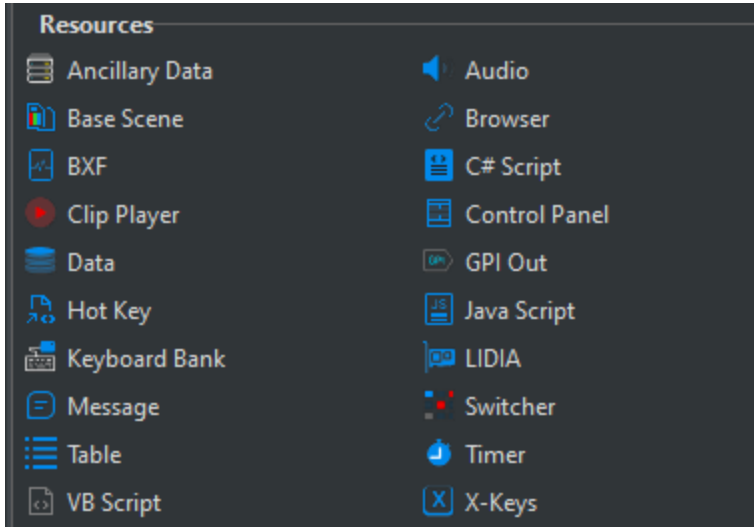 Resources
Ancillary Data
Audio
Base Scene
Browser
BXF
C# Script
Clip Player
Control Panel
Data
GPI Out
Hot Key
Java Script
Keyboard Bank
LIDIA
Message
Switcher
Table
Timer
VB Script
X-Keys